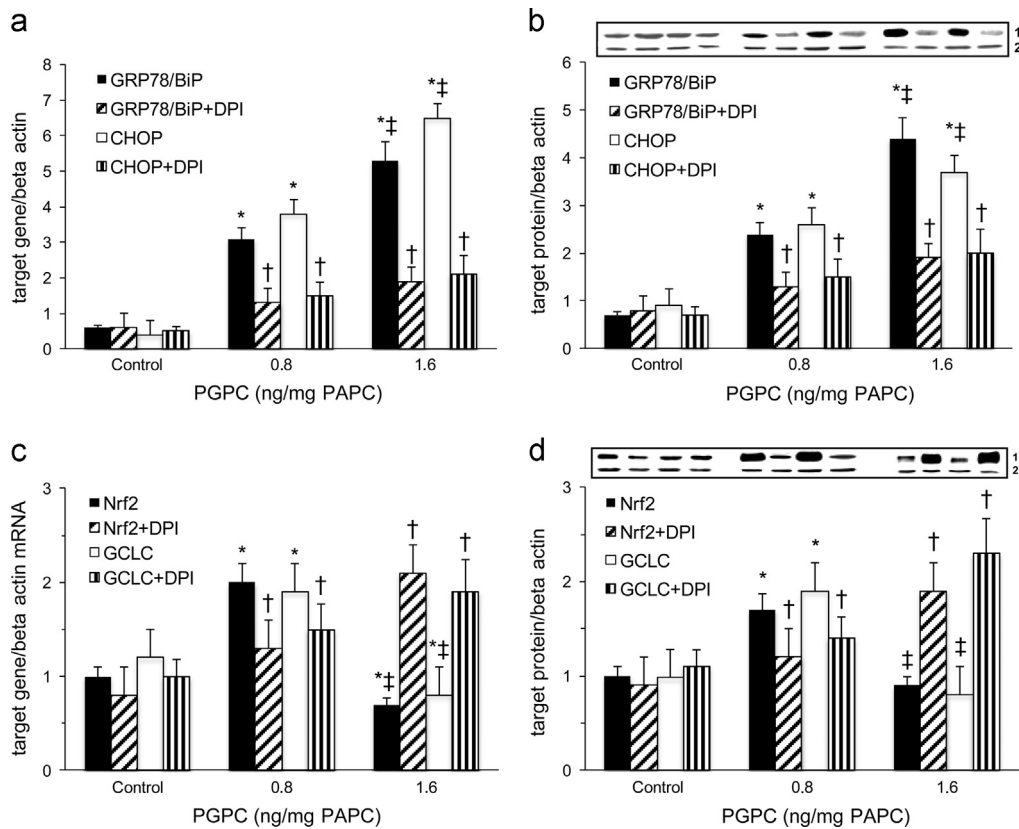 a
target gene/beta actin
8
7
6
5
4
3
2
1
0
GRP78/BiP
GRP78/BiP+DPI
CHOP
CHOP+DPI
* † * †
*‡ † *‡ †
Control 0.8 1.6
PGPC (ng/mg PAPC)
b
1
2
target protein/beta actin
6
5
4
3
2
1
0
GRP78/BiP
GRP78/BiP+DPI
CHOP
CHOP+DPI
* † * †
*‡ † *‡ †
Control 0.8 1.6
PGPC (ng/mg PAPC)
c
target gene/beta actin mRNA
3
2
1
0
Nrf2
Nrf2+DPI
GCLC
GCLC+DPI
* † * †
*‡ † *‡ †
Control 0.8 1.6
PGPC (ng/mg PAPC)
d
1
2
target protein/beta actin
3
2
1
0
Nrf2
Nrf2+DPI
GCLC
GCLC+DPI
* † * †
‡ † ‡ †
Control 0.8 1.6
PGPC (ng/mg PAPC)